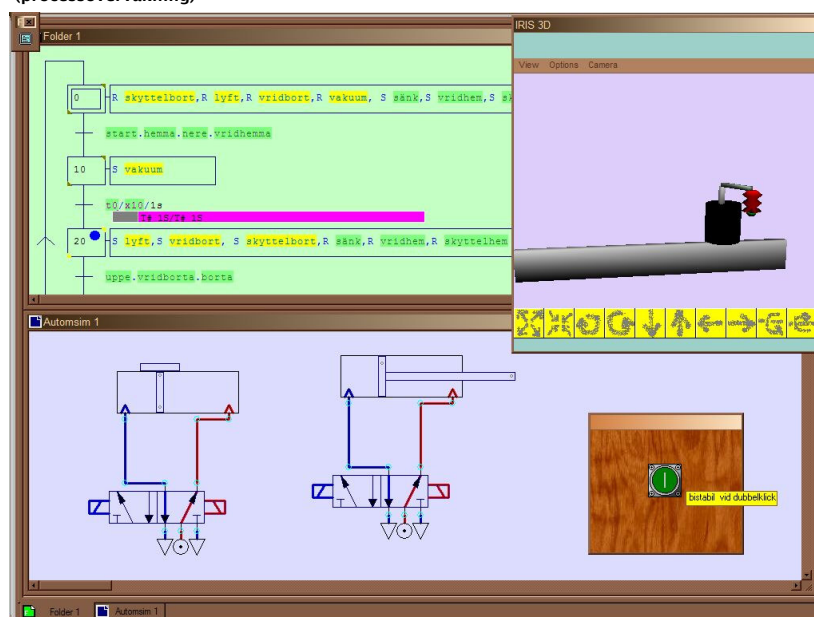 (processövervakning)
IRIS 3D
Folder 1
View Options Camera
0 R skyttelbort,R lyft,R vridbort,R vakuum, S sänk,S vridhem,S
start.hemma.nere.vridhemma
10 S vakuum
t0/x10/1s
T# 1S/T# 1S
20 S lyft,S vridbort, S skyttelbort,R sänk,R vridhem,R skyttelhem
uppe.vridborta.borta
Automsim 1
bistabil vid dubbelklick
Folder 1 Automsim 1